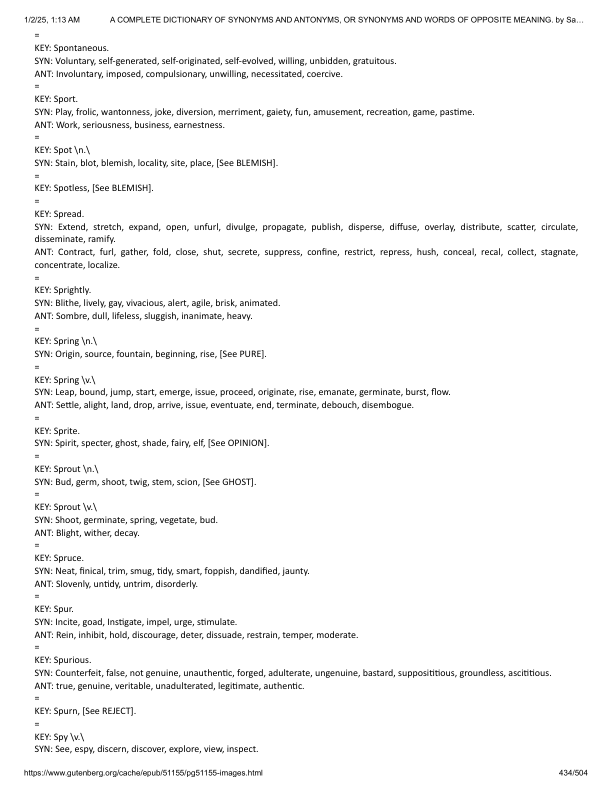 1/2/25, 1:13 AM A COMPLETE DICTIONARY OF SYNONYMS AND ANTONYMS, OR SYNONYMS AND WORDS OF OPPOSITE MEANING. by Sa…
=
KEY: Spontaneous.
SYN: Voluntary, self-generated, self-originated, self-evolved, willing, unbidden, gratuitous.
ANT: Involuntary, imposed, compulsionary, unwilling, necessitated, coercive.
=
KEY: Sport.
SYN: Play, frolic, wantonness, joke, diversion, merriment, gaiety, fun, amusement, recreation, game, pastime.
ANT: Work, seriousness, business, earnestness.
=
KEY: Spot \n.\
SYN: Stain, blot, blemish, locality, site, place, [See BLEMISH].
=
KEY: Spotless, [See BLEMISH].
=
KEY: Spread.
SYN: Extend, stretch, expand, open, unfurl, divulge, propagate, publish, disperse, diffuse, overlay, distribute, scatter, circulate,
disseminate, ramify.
ANT: Contract, furl, gather, fold, close, shut, secrete, suppress, confine, restrict, repress, hush, conceal, recal, collect, stagnate,
concentrate, localize.
=
KEY: Sprightly.
SYN: Blithe, lively, gay, vivacious, alert, agile, brisk, animated.
ANT: Sombre, dull, lifeless, sluggish, inanimate, heavy.
=
KEY: Spring \n.\
SYN: Origin, source, fountain, beginning, rise, [See PURE].
=
KEY: Spring \v.\
SYN: Leap, bound, jump, start, emerge, issue, proceed, originate, rise, emanate, germinate, burst, flow.
ANT: Settle, alight, land, drop, arrive, issue, eventuate, end, terminate, debouch, disembogue.
=
KEY: Sprite.
SYN: Spirit, specter, ghost, shade, fairy, elf, [See OPINION].
=
KEY: Sprout \n.\
SYN: Bud, germ, shoot, twig, stem, scion, [See GHOST].
=
KEY: Sprout \v.\
SYN: Shoot, germinate, spring, vegetate, bud.
ANT: Blight, wither, decay.
=
KEY: Spruce.
SYN: Neat, finical, trim, smug, tidy, smart, foppish, dandified, jaunty.
ANT: Slovenly, untidy, untrim, disorderly.
=
KEY: Spur.
SYN: Incite, goad, Instigate, impel, urge, stimulate.
ANT: Rein, inhibit, hold, discourage, deter, dissuade, restrain, temper, moderate.
=
KEY: Spurious.
SYN: Counterfeit, false, not genuine, unauthentic, forged, adulterate, ungenuine, bastard, supposititious, groundless, ascititious.
ANT: true, genuine, veritable, unadulterated, legitimate, authentic.
=
KEY: Spurn, [See REJECT].
=
KEY: Spy \v.\
SYN: See, espy, discern, discover, explore, view, inspect.
https://www.gutenberg.org/cache/epub/51155/pg51155-images.html 434/504